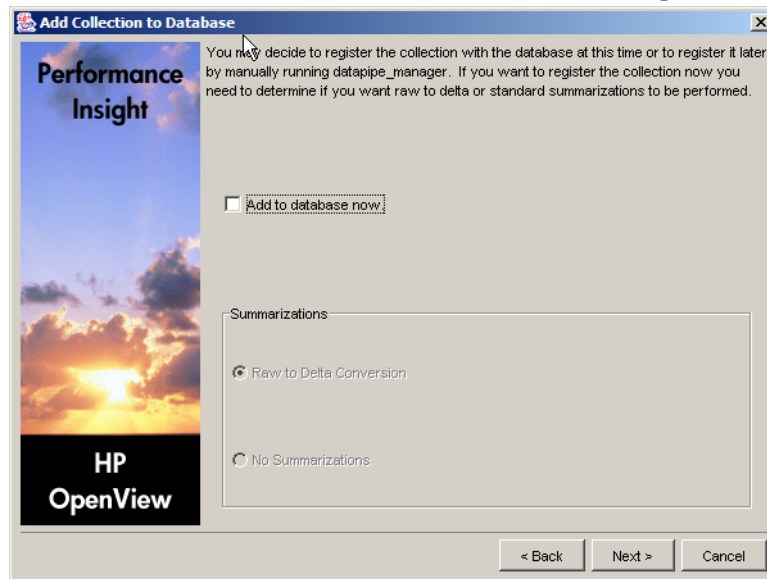 Add Collection to Database
Performance
Insight
You may decide to register the collection with the database at this time or to register it later
by manually running datapipe_manager. If you want to register the collection now you
need to determine if you want raw to delta or standard summarizations to be performed.
Add to database now.
Summarizations
Raw to Delta Conversion
No Summarizations
HP
OpenView
< Back
Next >
Cancel